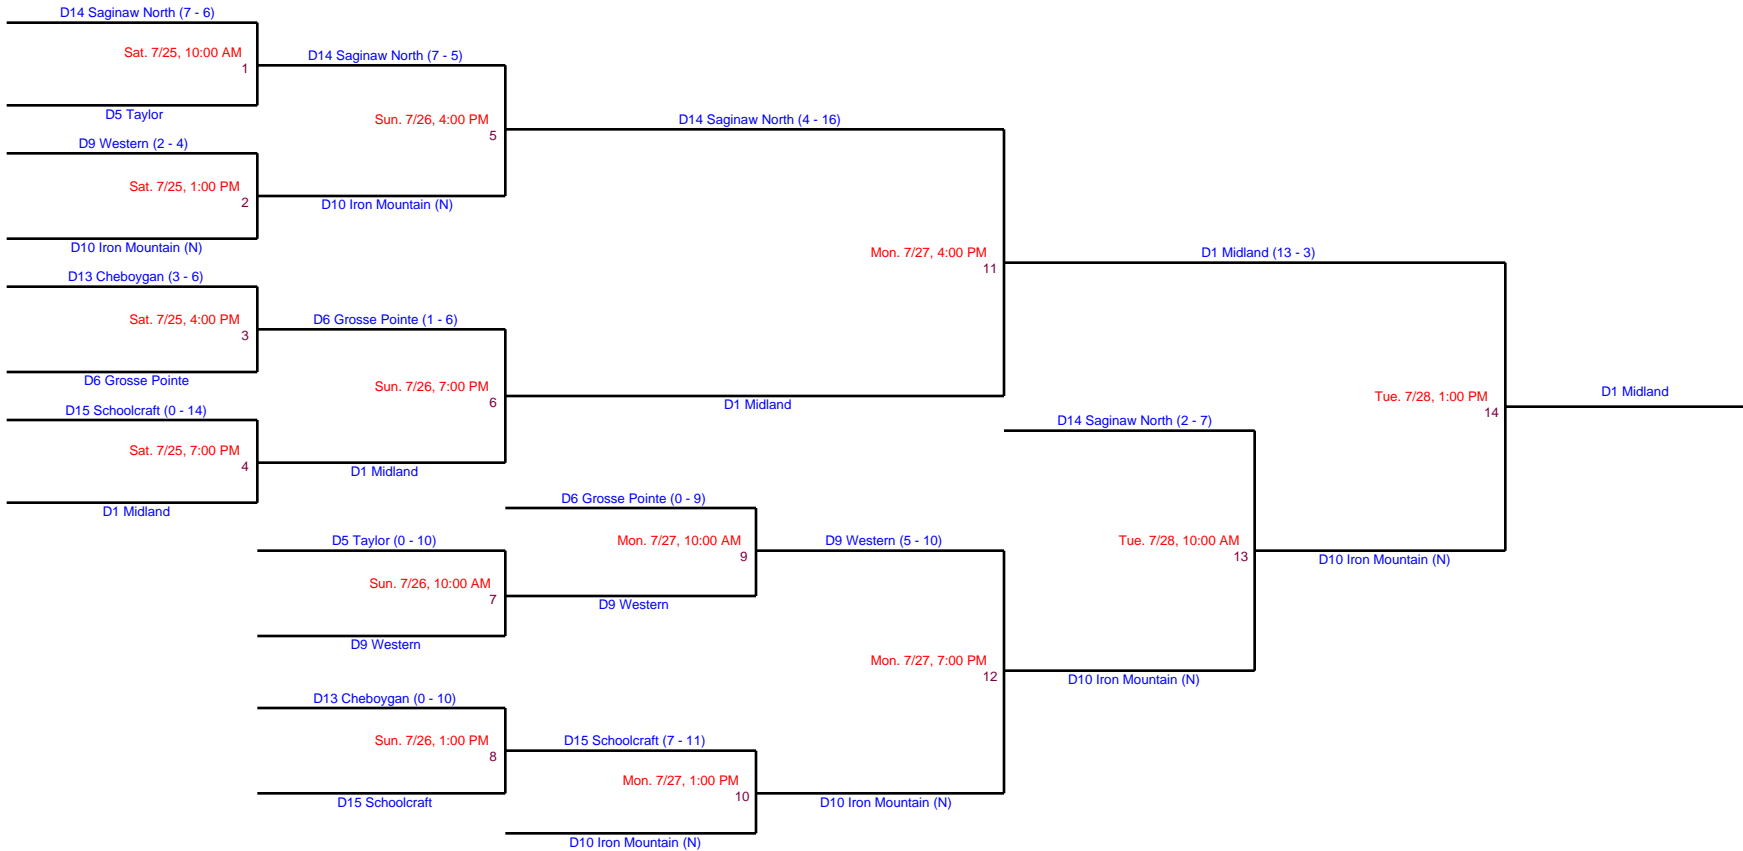 D14 Saginaw North (7 - 6)
Sat. 7/25, 10:00 AM
1
D5 Taylor
D14 Saginaw North (7 - 5)
D9 Western (2 - 4)
Sat. 7/25, 1:00 PM
2
D10 Iron Mountain (N)
Sun. 7/26, 4:00 PM
5
D10 Iron Mountain (N)
D14 Saginaw North (4 - 16)
D13 Cheboygan (3 - 6)
Sat. 7/25, 4:00 PM
3
D6 Grosse Pointe
D6 Grosse Pointe (1 - 6)
D15 Schoolcraft (0 - 14)
Sat. 7/25, 7:00 PM
4
D1 Midland
Sun. 7/26, 7:00 PM
6
D1 Midland
D1 Midland
Mon. 7/27, 4:00 PM
11
D1 Midland (13 - 3)
D6 Grosse Pointe (0 - 9)
D5 Taylor (0 - 10)
Sun. 7/26, 10:00 AM
7
D9 Western
Mon. 7/27, 10:00 AM
9
D9 Western
D9 Western (5 - 10)
D13 Cheboygan (0 - 10)
Sun. 7/26, 1:00 PM
8
D15 Schoolcraft
D15 Schoolcraft (7 - 11)
Mon. 7/27, 1:00 PM
10
D10 Iron Mountain (N)
D10 Iron Mountain (N)
Mon. 7/27, 7:00 PM
12
D10 Iron Mountain (N)
D14 Saginaw North (2 - 7)
Tue. 7/28, 10:00 AM
13
D10 Iron Mountain (N)
Tue. 7/28, 1:00 PM
14
D1 Midland